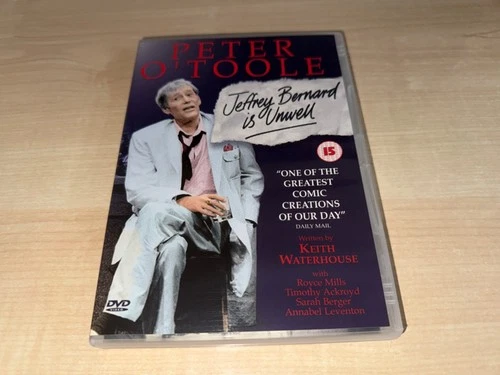 PETER
O'TOOLE
Jeffrey Bernard
is Unwell
15
"ONE OF THE
GREATEST
COMIC
CREATIONS
OF OUR DAY"
DAILY MAIL
Written by
KEITH
WATERHOUSE
with
Royce Mills
Timothy Ackroyd
Sarah Berger
Annabel Leventon
DVD
VIDEO